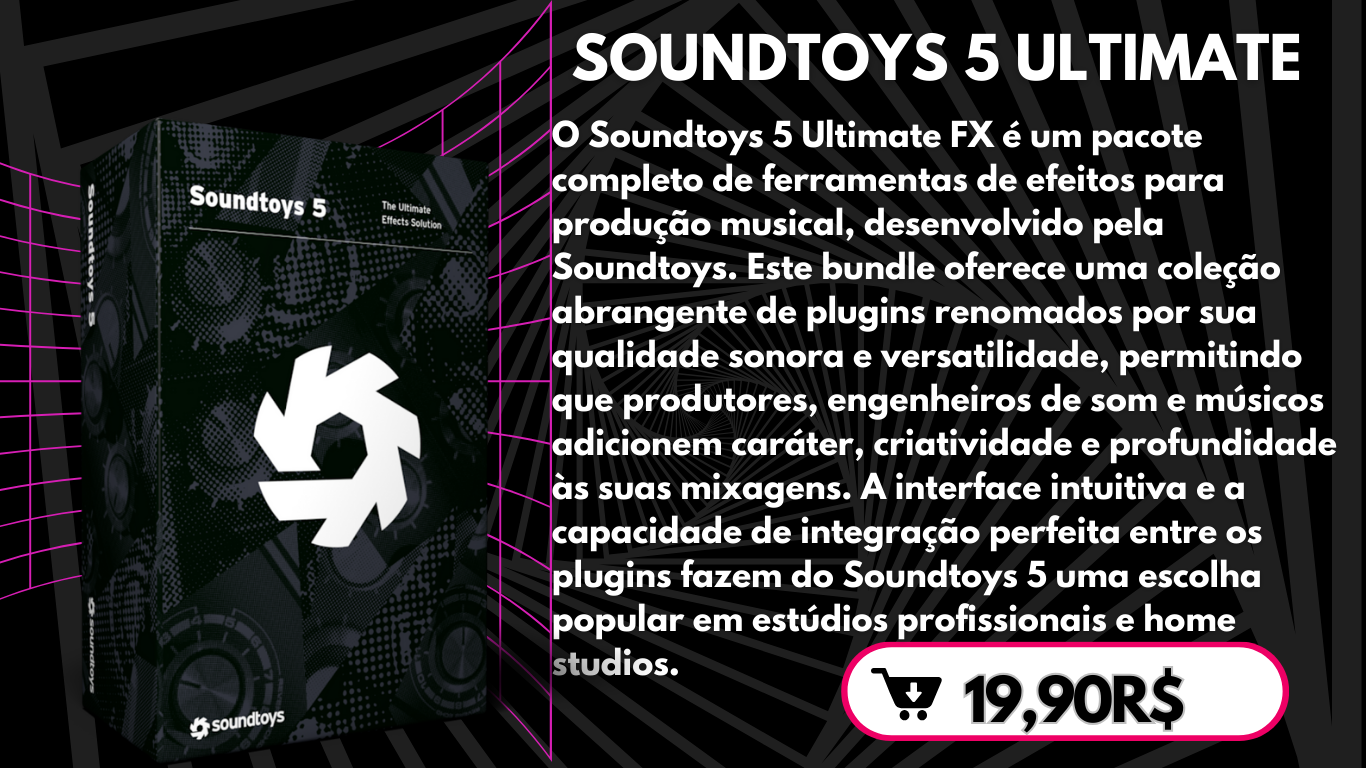 SOUNDTOYS 5 ULTIMATE
O Soundtoys 5 Ultimate FX é um pacote
completo de ferramentas de efeitos para
produção musical, desenvolvido pela
Soundtoys. Este bundle oferece uma coleção
abrangente de plugins renomados por sua
qualidade sonora e versatilidade, permitindo
que produtores, engenheiros de som e músicos
adicionem caráter, criatividade e profundidade
às suas mixagens. A interface intuitiva e a
capacidade de integração perfeita entre os
plugins fazem do Soundtoys 5 uma escolha
popular em estúdios profissionais e home
studios.
19,90R$
Soundtoys 5
The Ultimate
Effects Solution
soundtoys
Soundtoys 5
soundtoys